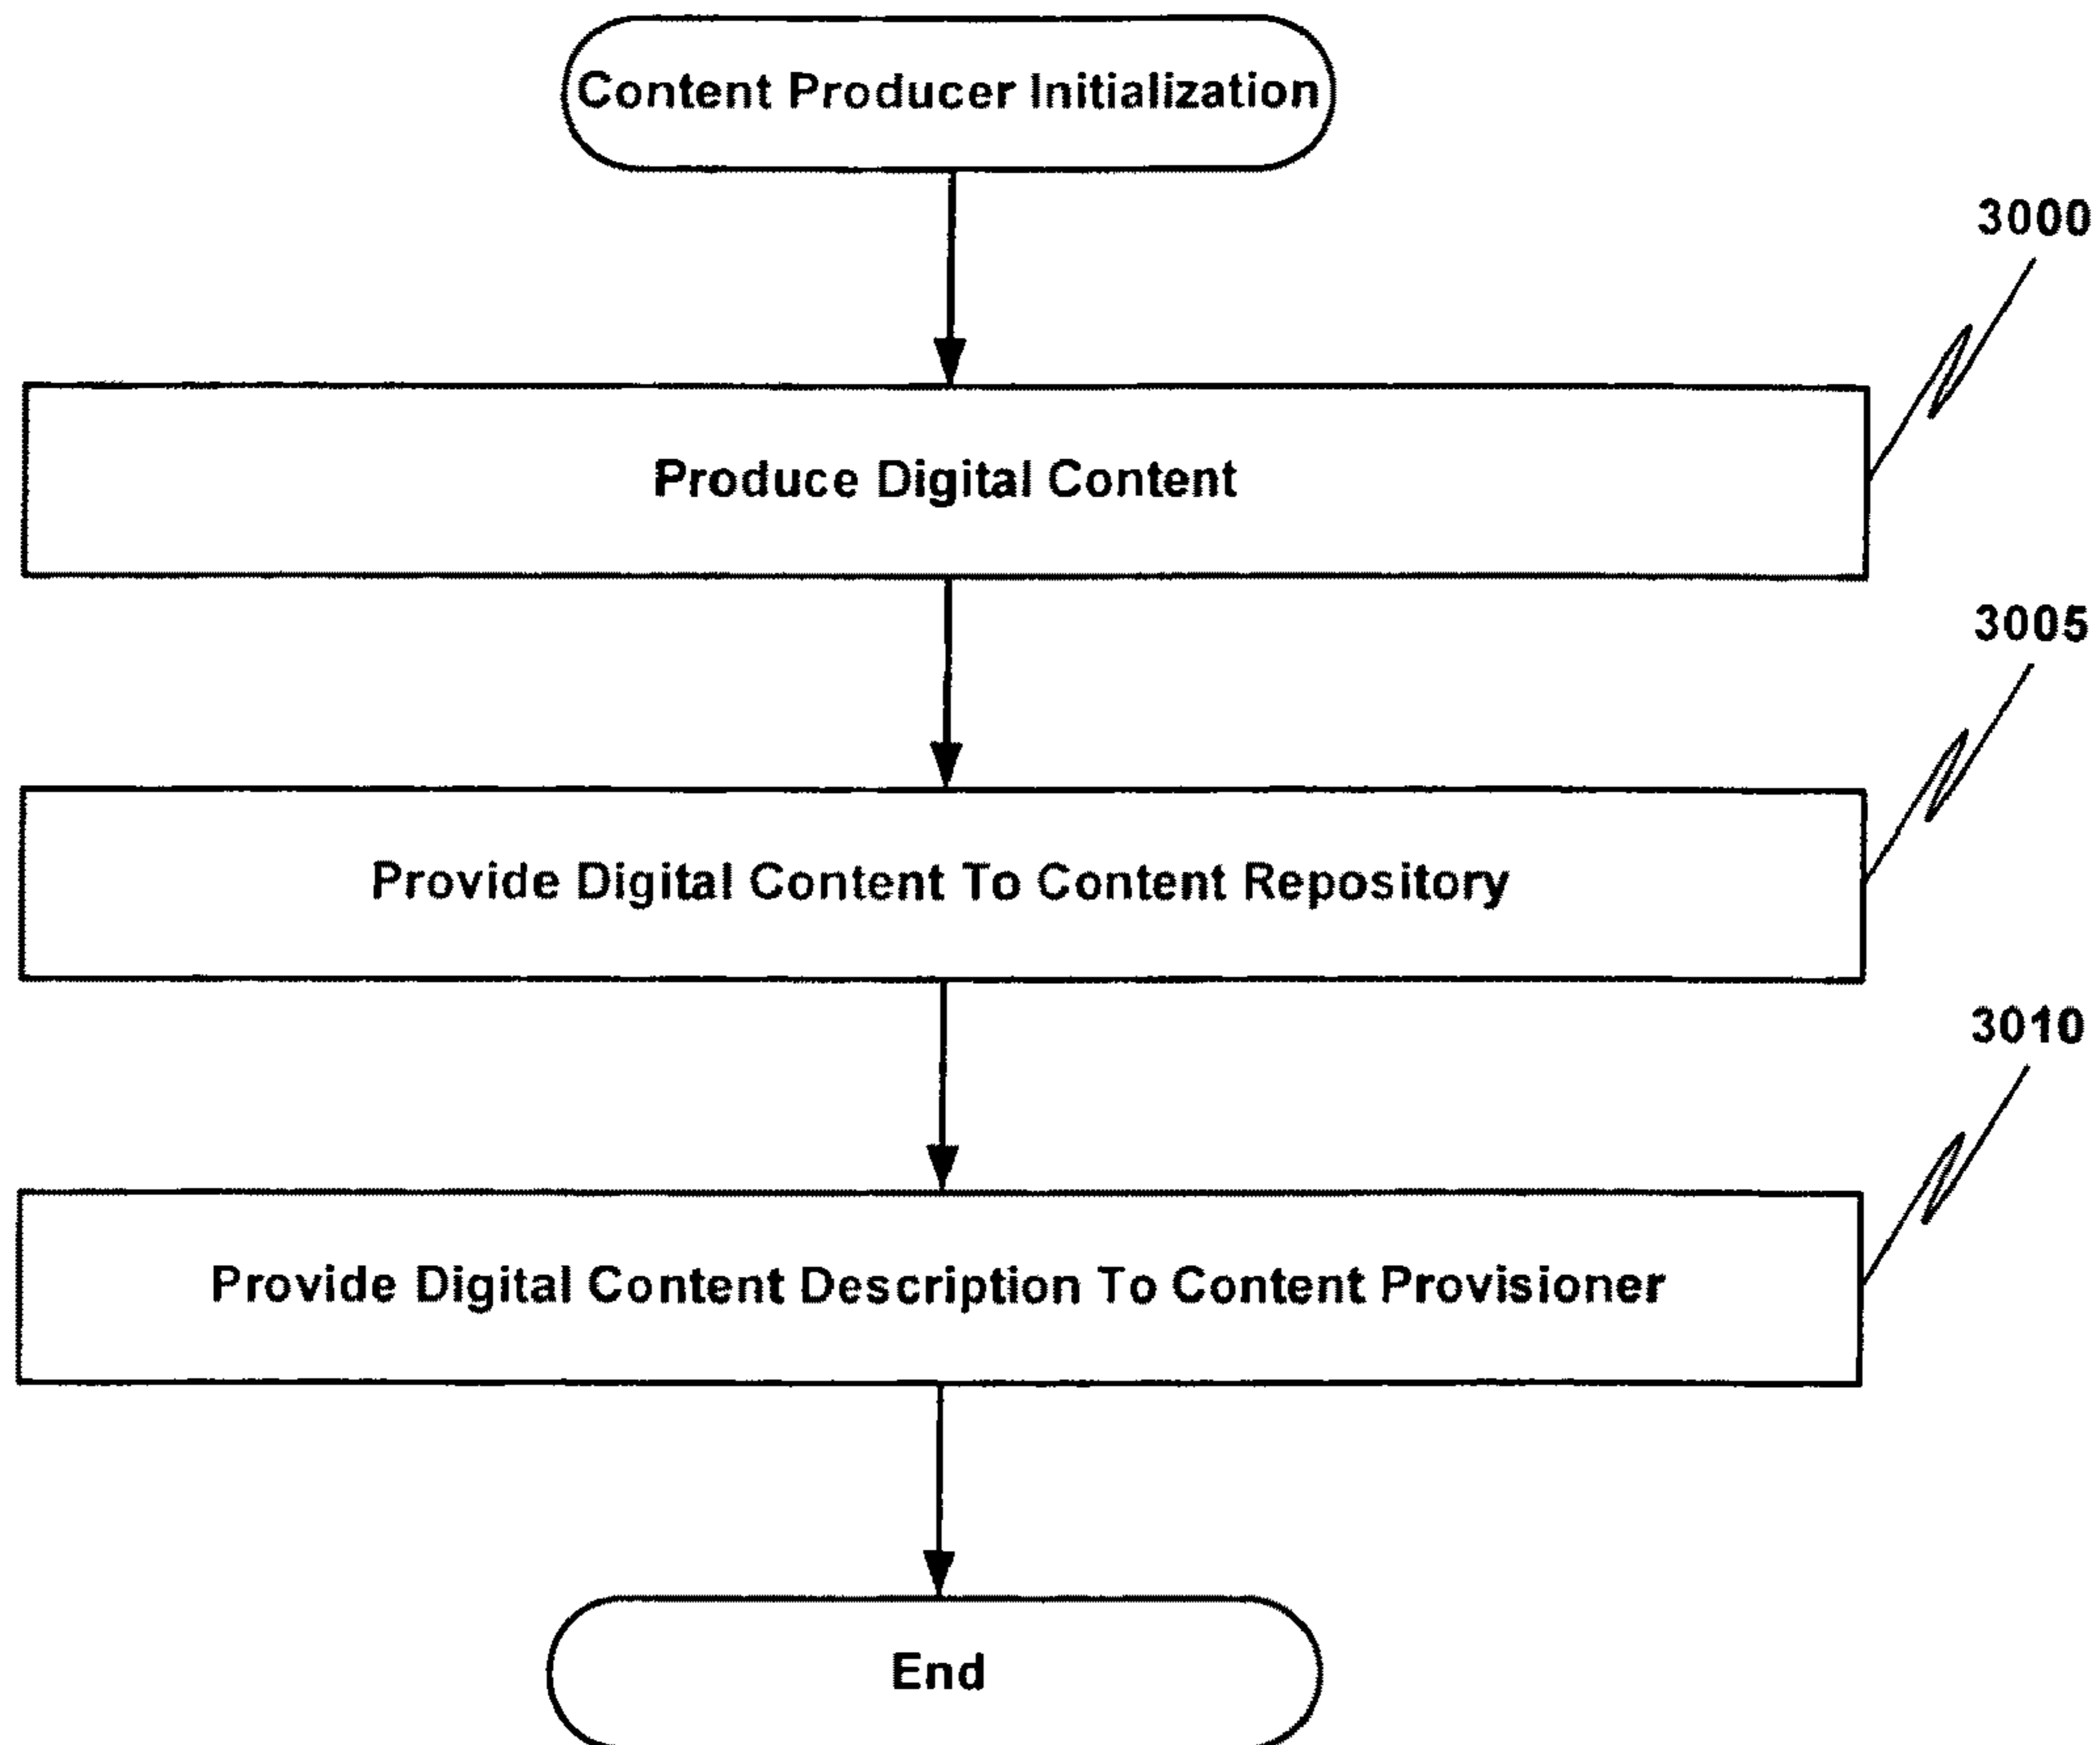 Content Producer Initialization
3000
Produce Digital Content
3005
Provide Digital Content To Content Repository
3010
Provide Digital Content Description To Content Provisioner
End